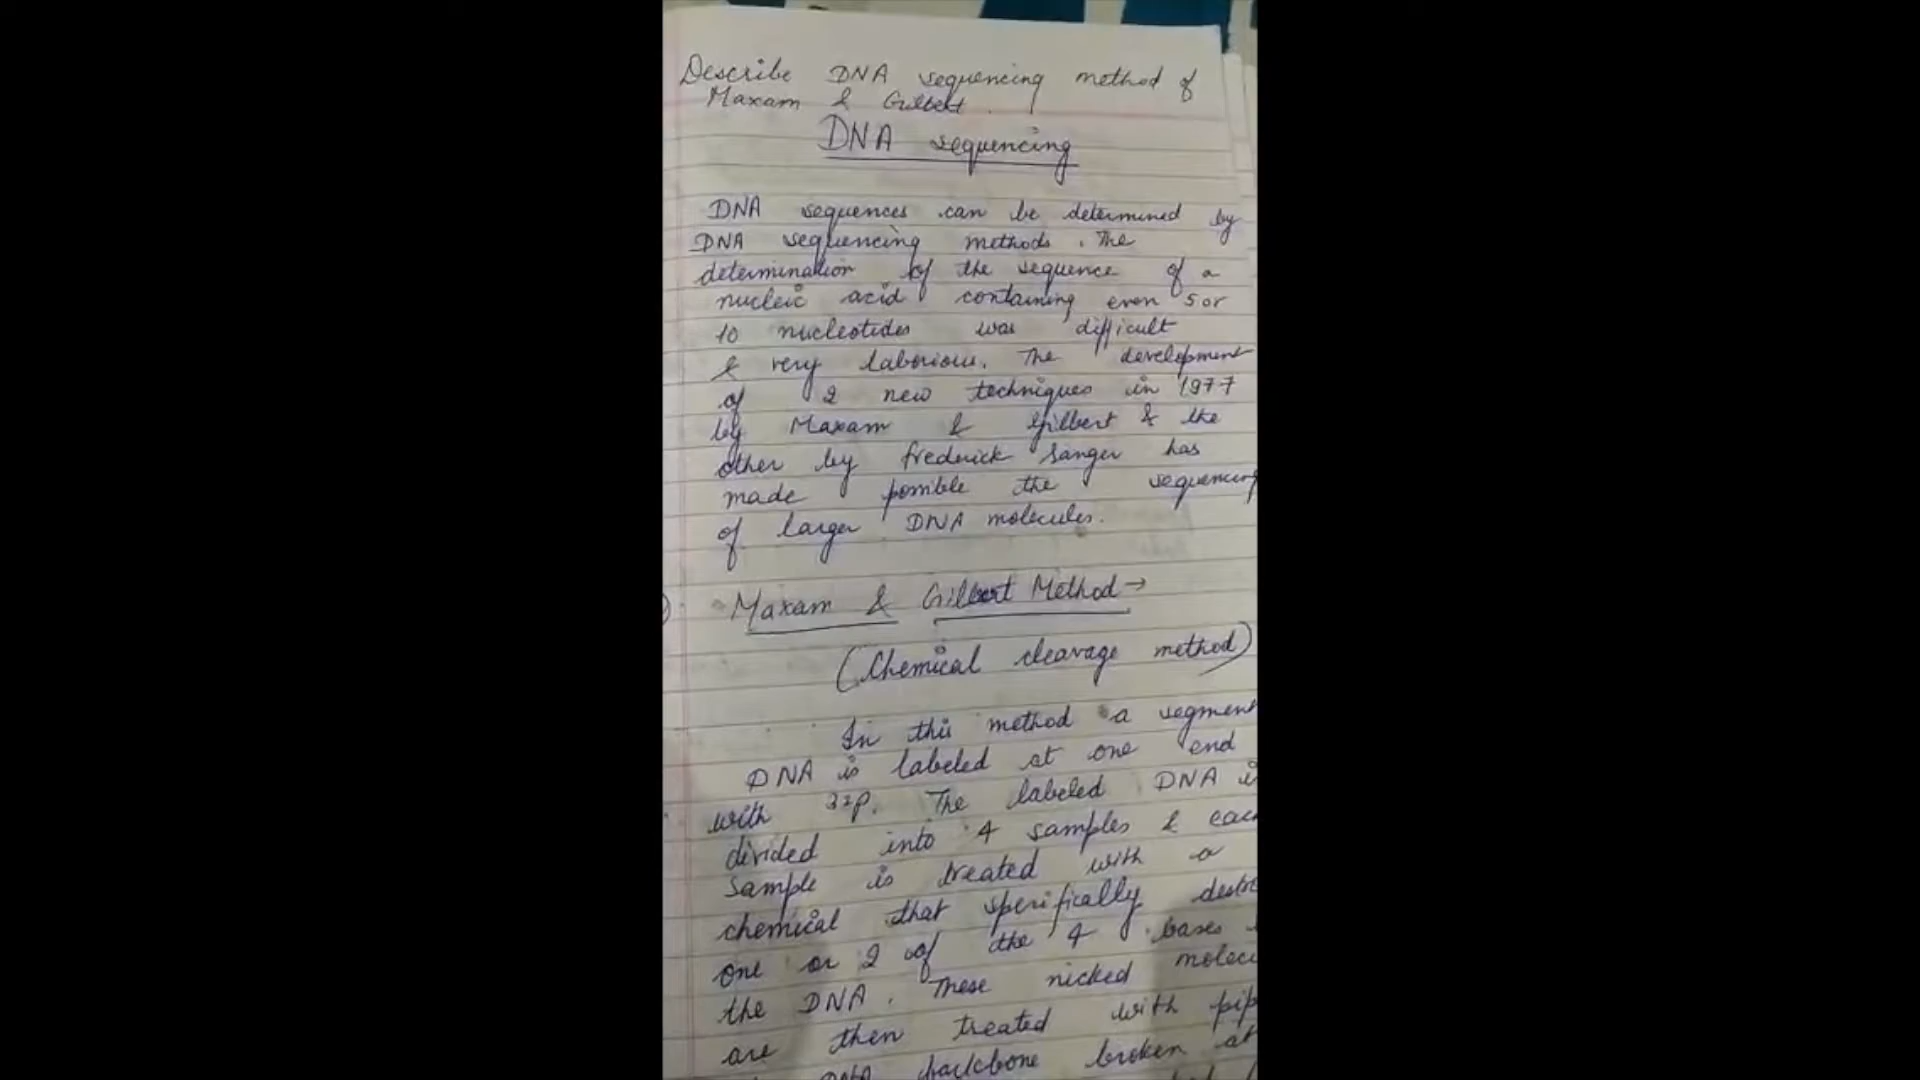 Describe DNA sequencing method of
Maxam & Gilbert.
DNA sequencing
DNA sequences can be determined by
DNA sequencing methods. The
determination of the sequence of a
nucleic acid containing even 5 or
10 nucleotides was difficult
& very laborious. The development
of 2 new techniques in 1977
by Maxam & Gilbert & the
other by fredrick Sanger has
made possible the sequencing
of larger DNA molecules.
Maxam & Gilbert Method →
(Chemical cleavage method)
In this method a segment
DNA is labeled at one end
with 32P. The labeled DNA is
divided into 4 samples & each
sample is treated with a
chemical that specifically destro
one or 2 of the 4 bases
the DNA. These nicked molecu
are then treated with pip
DNA backbone broken at